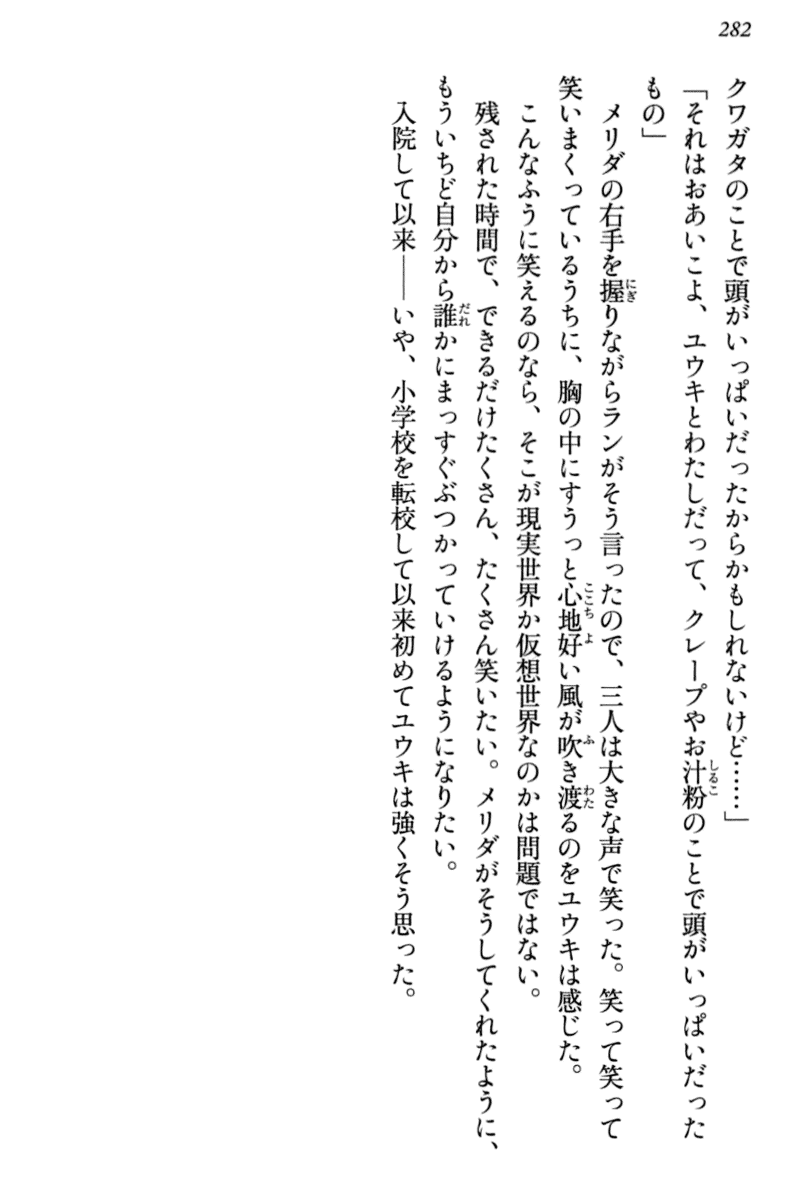 282
クワガタのことで頭がいっぱいだったからかもしれないけど……」
「それはおあいこよ、ユウキとわたしだって、クレープやお汁粉のことで頭がいっぱいだった
もの」
メリダの右手を握りながらランがそう言ったので、三人は大きな声で笑った。笑って笑って
笑いまくっているうちに、胸の中にすうっと心地好い風が吹き渡るのをユウキは感じた。
こんなふうに笑えるのなら、そこが現実世界か仮想世界なのかは問題ではない。
残された時間で、できるだけたくさん、たくさん笑いたい。メリダがそうしてくれたように、
もういちど自分から誰かにまっすぐぶつかっていけるようになりたい。
入院して以来――いや、小学校を転校して以来初めてユウキは強くそう思った。